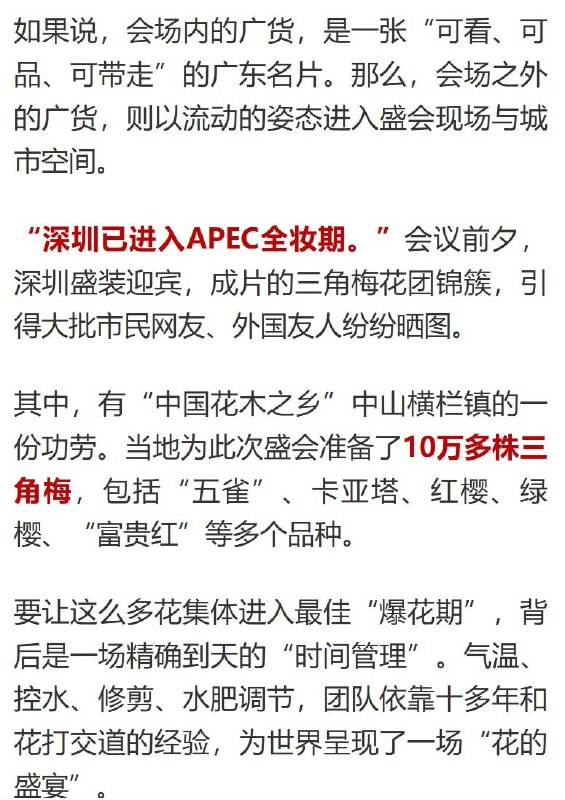 如果说，会场内的广货，是一张“可看、可
品、可带走”的广东名片。那么，会场之外
的广货，则以流动的姿态进入盛会现场与城
市空间。
“深圳已进入APEC全妆期。”会议前夕，
深圳盛装迎宾，成片的三角梅花团锦簇，引
得大批市民网友、外国友人纷纷晒图。
其中，有“中国花木之乡”中山横栏镇的一
份功劳。当地为此次盛会准备了10万多株三
角梅，包括“五雀”、卡亚塔、红樱、绿
樱、“富贵红”等多个品种。
要让这么多花集体进入最佳“爆花期”，背
后是一场精确到天的“时间管理”。气温、
控水、修剪、水肥调节，团队依靠十多年和
花打交道的经验，为世界呈现了一场“花的
盛宴”。